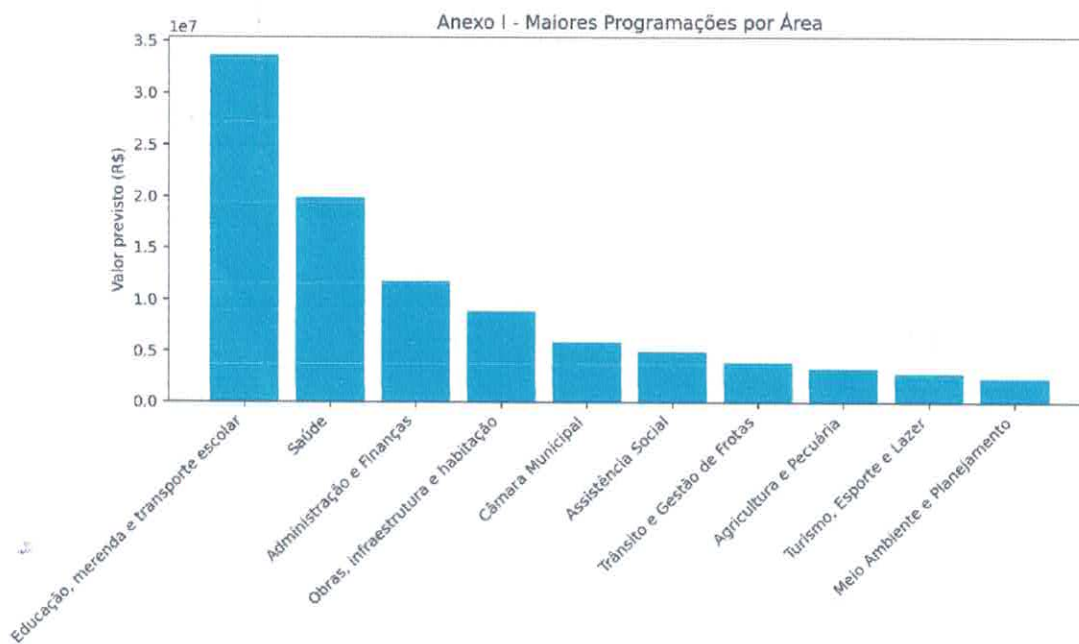 Anexo I - Maiores Programações por Área
1e7
3.5
3.0
2.5
2.0
1.5
1.0
0.5
0.0
Valor previsto (R$)
Educação, merenda e transporte escolar
Saúde
Administração e Finanças
Obras, infraestrutura e habitação
Câmara Municipal
Assistência Social
Trânsito e Gestão de Frotas
Agricultura e Pecuária
Turismo, Esporte e Lazer
Meio Ambiente e Planejamento